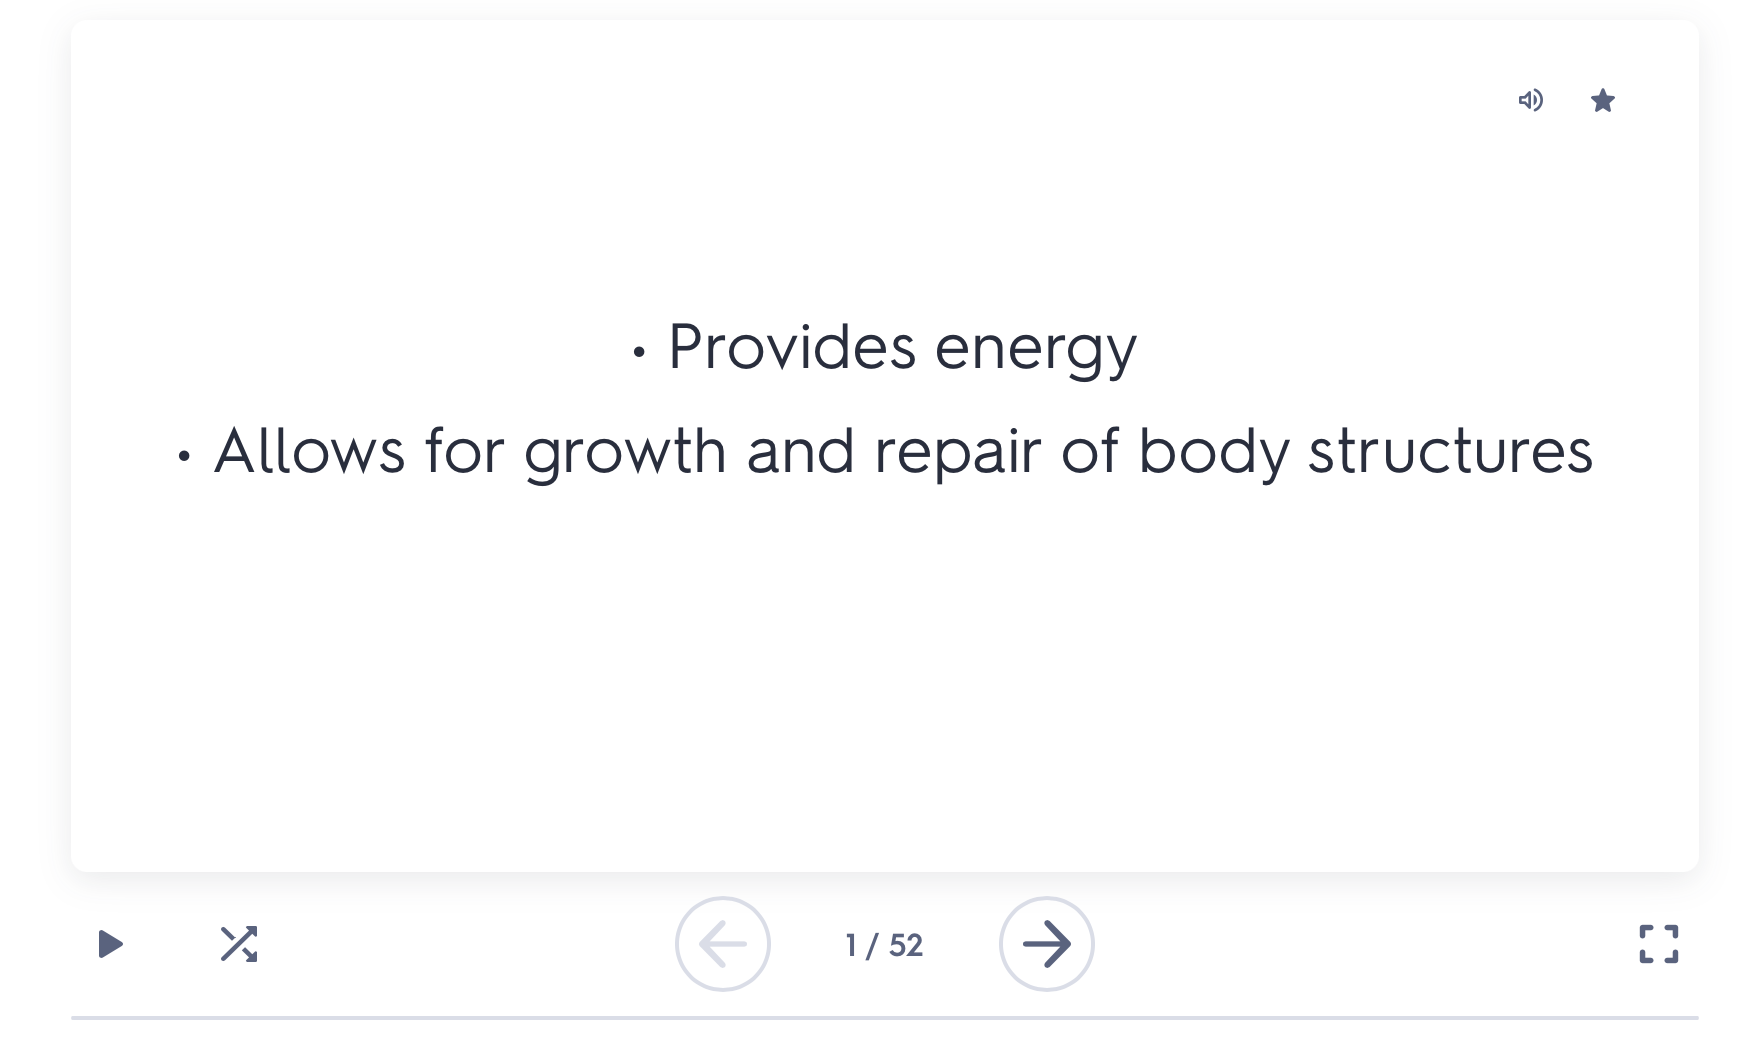 • Provides energy
• Allows for growth and repair of body structures
1 / 52